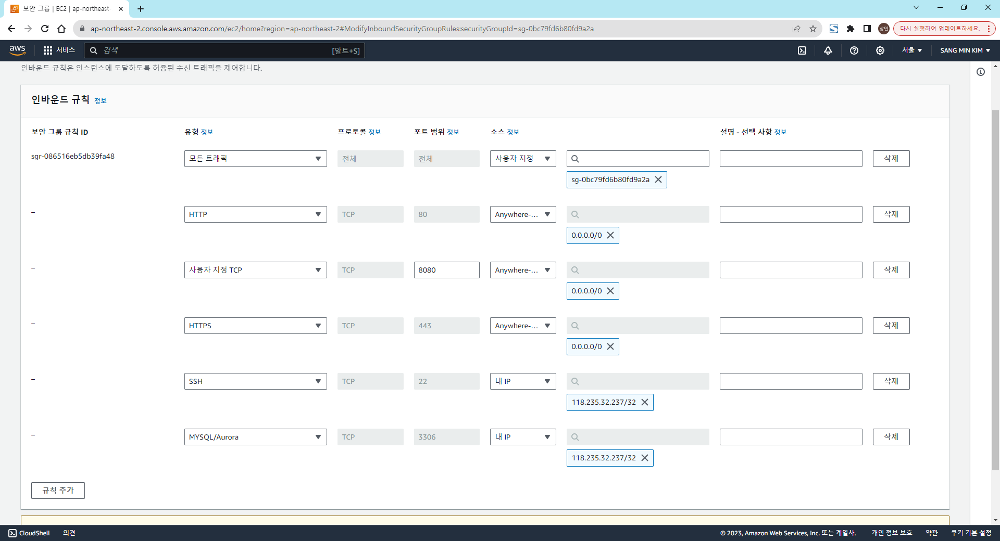 보안 그룹 | EC2 | ap-northeast-
ap-northeast-2.console.aws.amazon.com/ec2/home?region=ap-northeast-2#ModifyInboundSecurityGroupRules:securityGroupId=sg-0bc79fd6b80fd9a2a
상민
다시 실행하여 업데이트하세요.
aws 서비스 검색 [알트+S] 서울 SANG MIN KIM
인바운드 규칙은 인스턴스에 도달하도록 허용된 수신 트래픽을 제어합니다.
인바운드 규칙 정보
보안 그룹 규칙 ID 유형 정보 프로토콜 정보 포트 범위 정보 소스 정보 설명 - 선택 사항 정보
sgr-086516eb5db39fa48 모든 트래픽 전체 전체 사용자 지정 삭제
sg-0bc79fd6b80fd9a2a
– HTTP TCP 80 Anywhere-... 삭제
0.0.0.0/0
– 사용자 지정 TCP TCP 8080 Anywhere-... 삭제
0.0.0.0/0
– HTTPS TCP 443 Anywhere-... 삭제
0.0.0.0/0
– SSH TCP 22 내 IP 삭제
118.235.32.237/32
– MYSQL/Aurora TCP 3306 내 IP 삭제
118.235.32.237/32
규칙 추가
CloudShell 의견 © 2023, Amazon Web Services, Inc. 또는 계열사. 개인 정보 보호 약관 쿠키 기본 설정